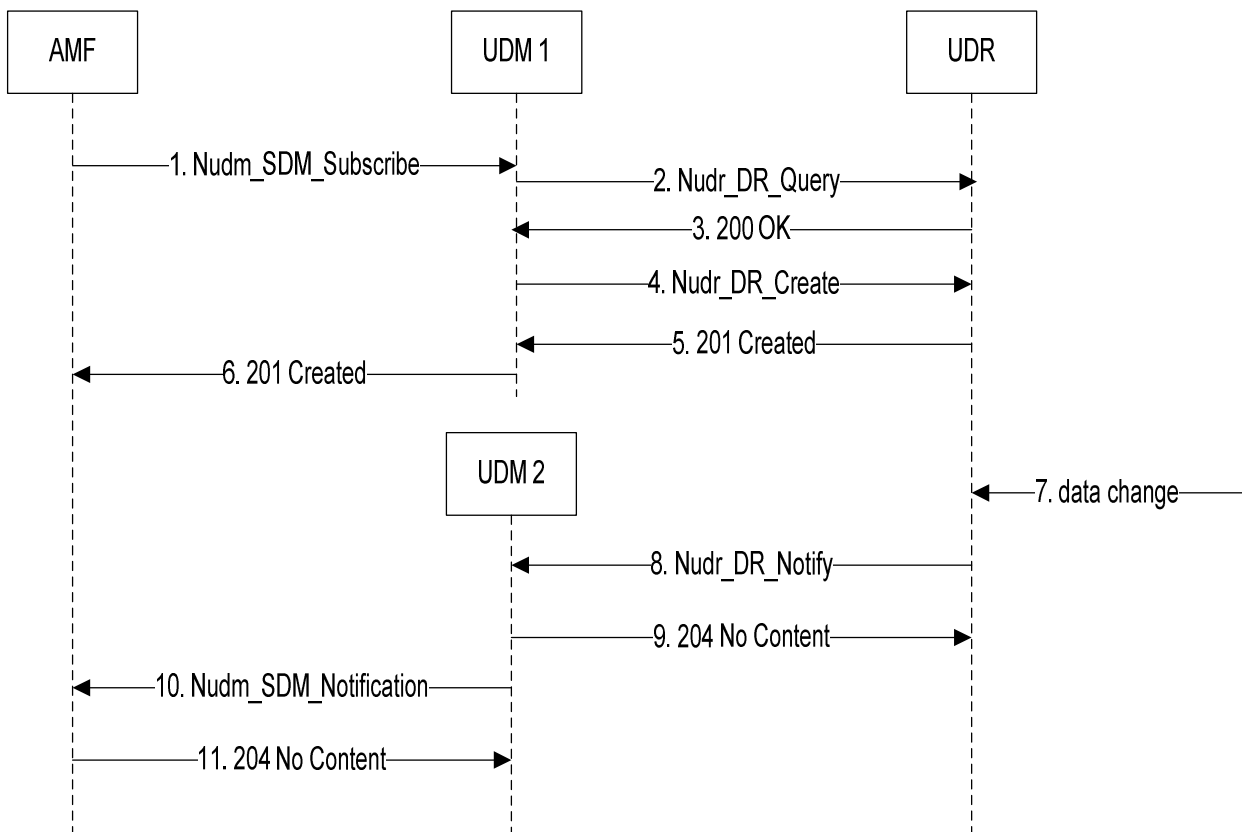 AMF
UDM 1
UDR
1. Nudm_SDM_Subscribe
2. Nudr_DR_Query
3. 200 OK
4. Nudr_DR_Create
5. 201 Created
6. 201 Created
UDM 2
7. data change
8. Nudr_DR_Notify
9. 204 No Content
10. Nudm_SDM_Notification
11. 204 No Content